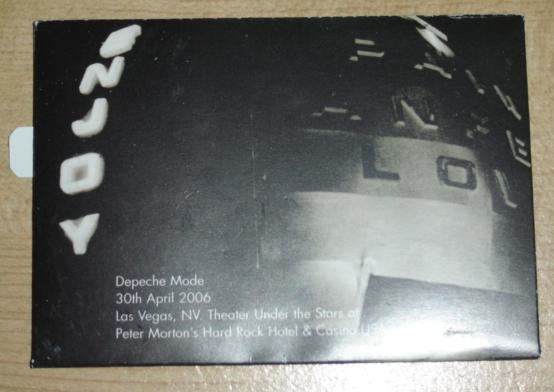 ENJOY
Depeche Mode
30th April 2006
Las Vegas, NV. Theater Under the Stars at
Peter Morton's Hard Rock Hotel & Casino